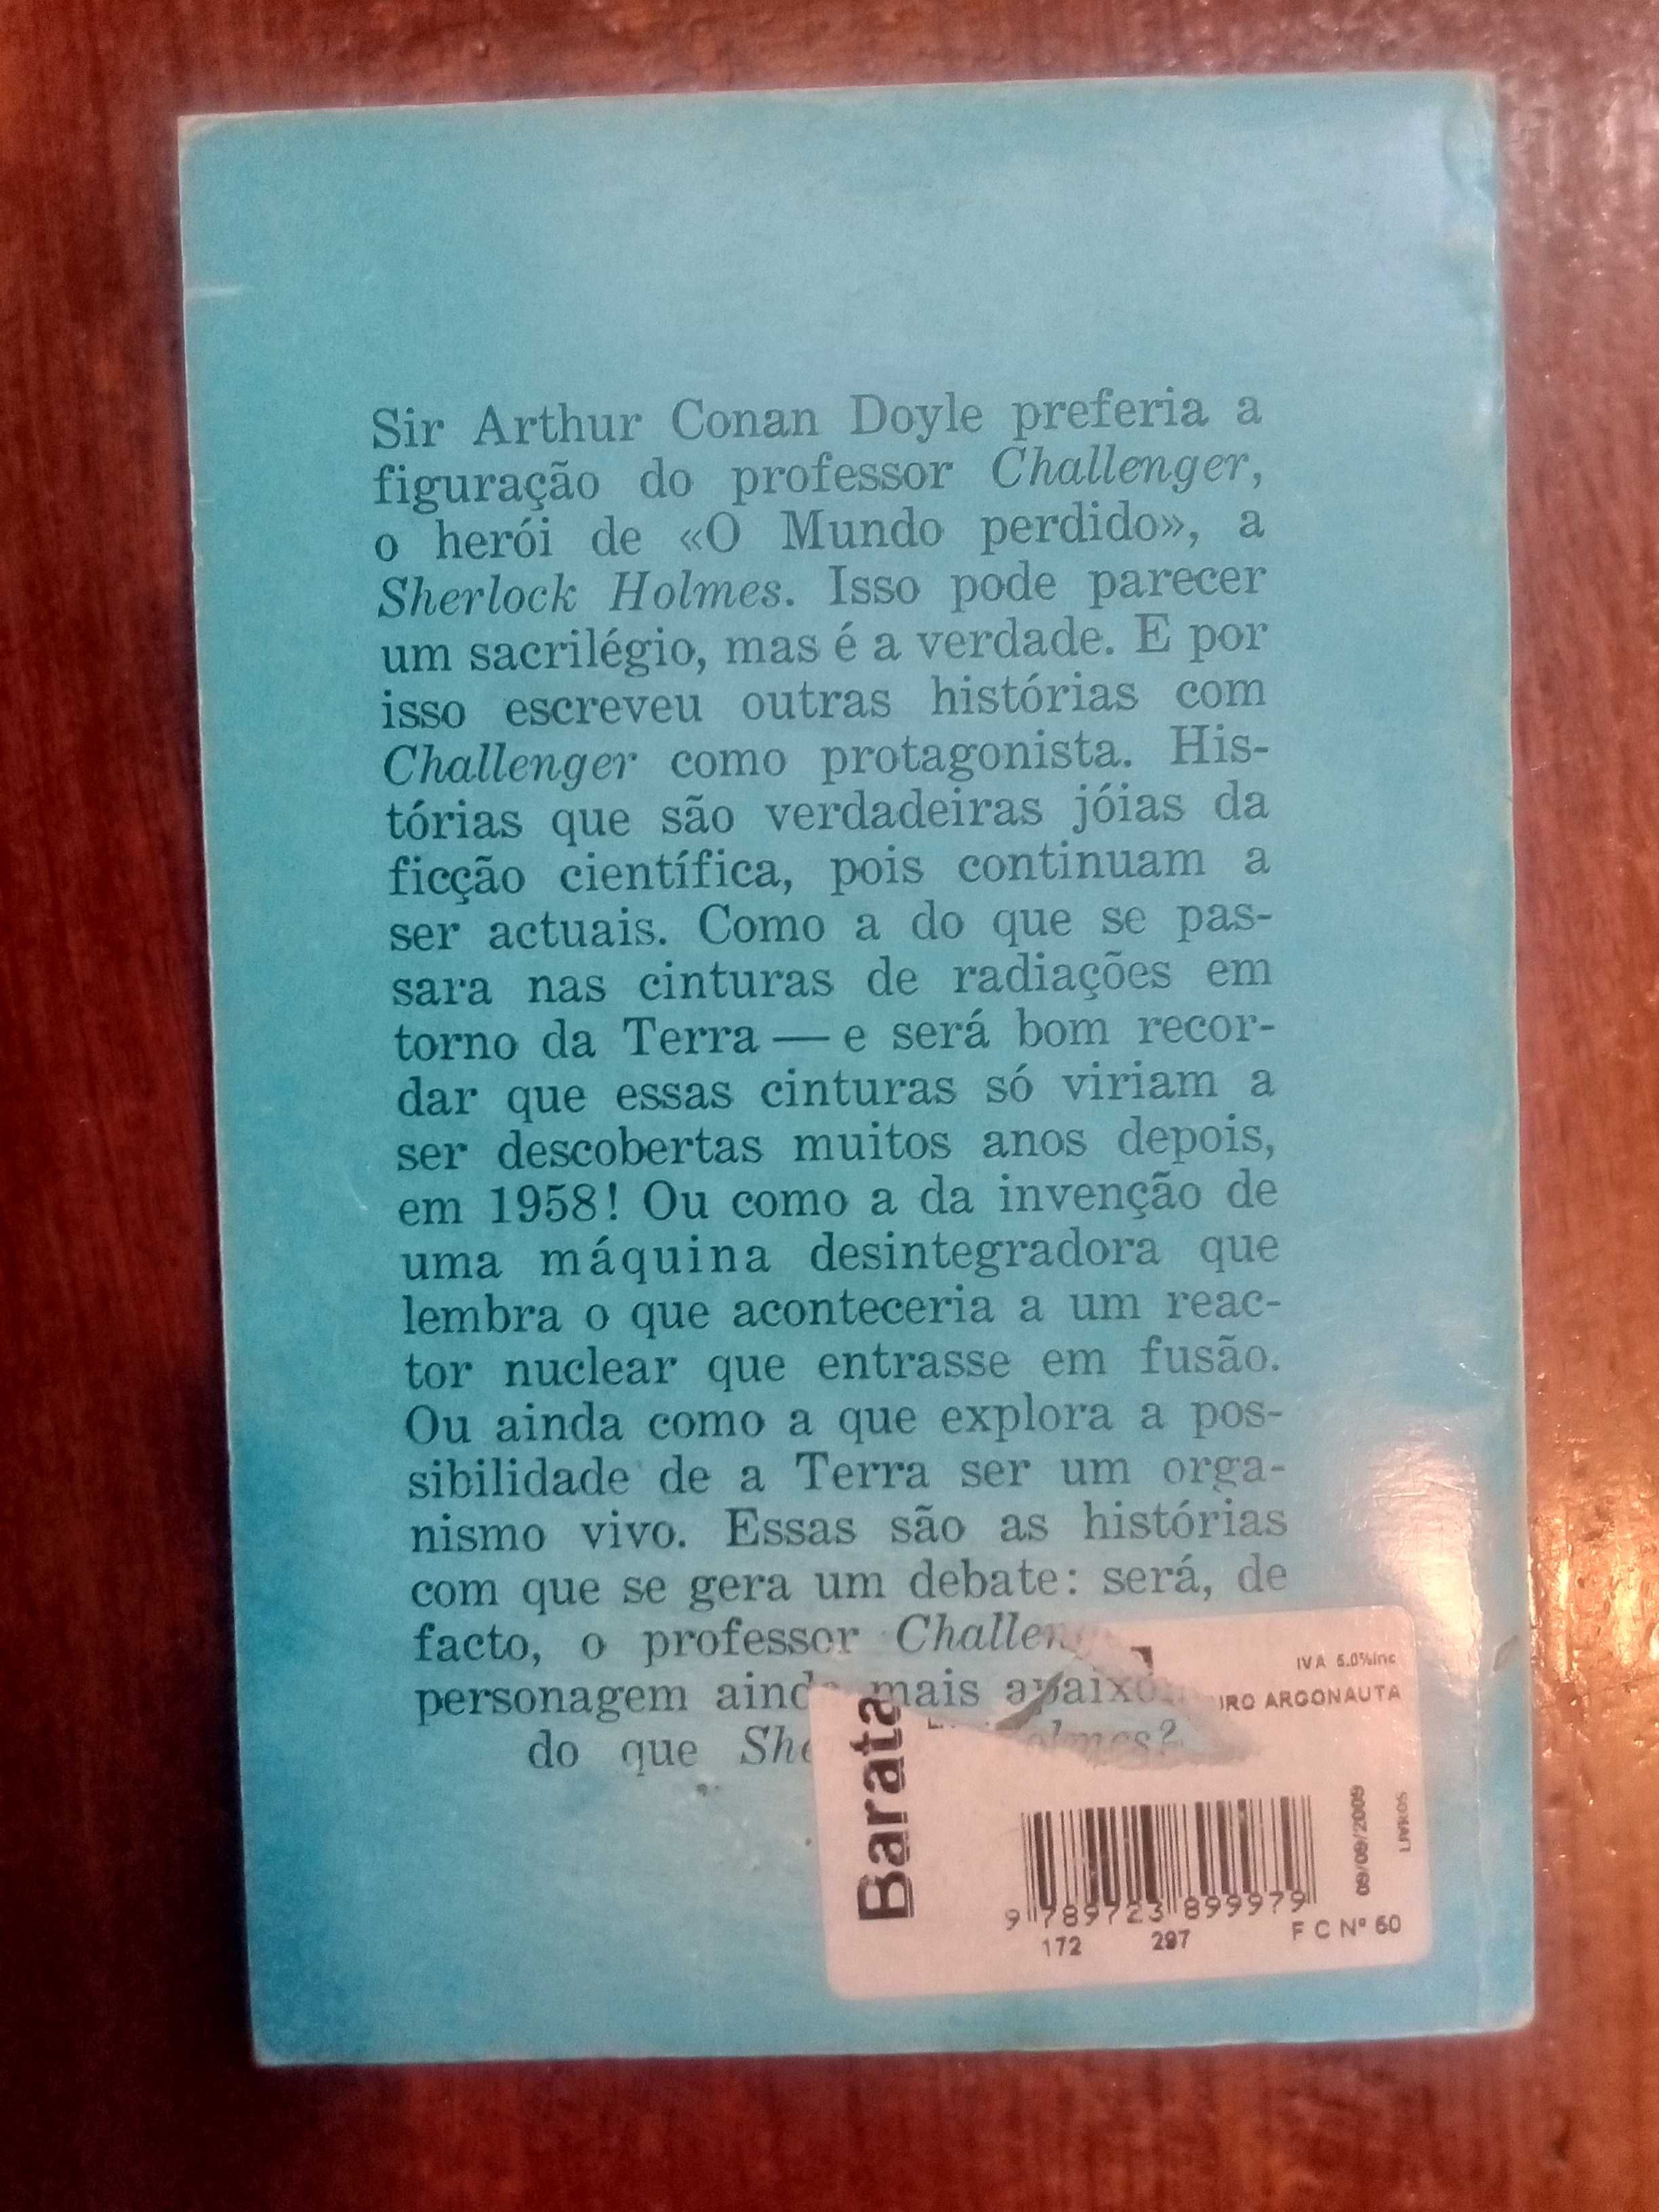 Sir Arthur Conan Doyle preferia a
figuração do professor Challenger,
o herói de «O Mundo perdido», a
Sherlock Holmes. Isso pode parecer
um sacrilégio, mas é a verdade. E por
isso escreveu outras histórias com
Challenger como protagonista. His-
tórias que são verdadeiras jóias da
ficção científica, pois continuam a
ser actuais. Como a do que se pas-
sara nas cinturas de radiações em
torno da Terra — e será bom recor-
dar que essas cinturas só viriam a
ser descobertas muitos anos depois,
em 1958! Ou como a da invenção de
uma máquina desintegradora que
lembra o que aconteceria a um reac-
tor nuclear que entrasse em fusão.
Ou ainda como a que explora a pos-
sibilidade de a Terra ser um orga-
nismo vivo. Essas são as histórias
com que se gera um debate: será, de
facto, o professor
personagem mais
do que
Barata
IVA 5.0%Inc
ARGONAUTA
9 789723 899979
172 297
F C Nº 60
09/09/2009
LIVROS